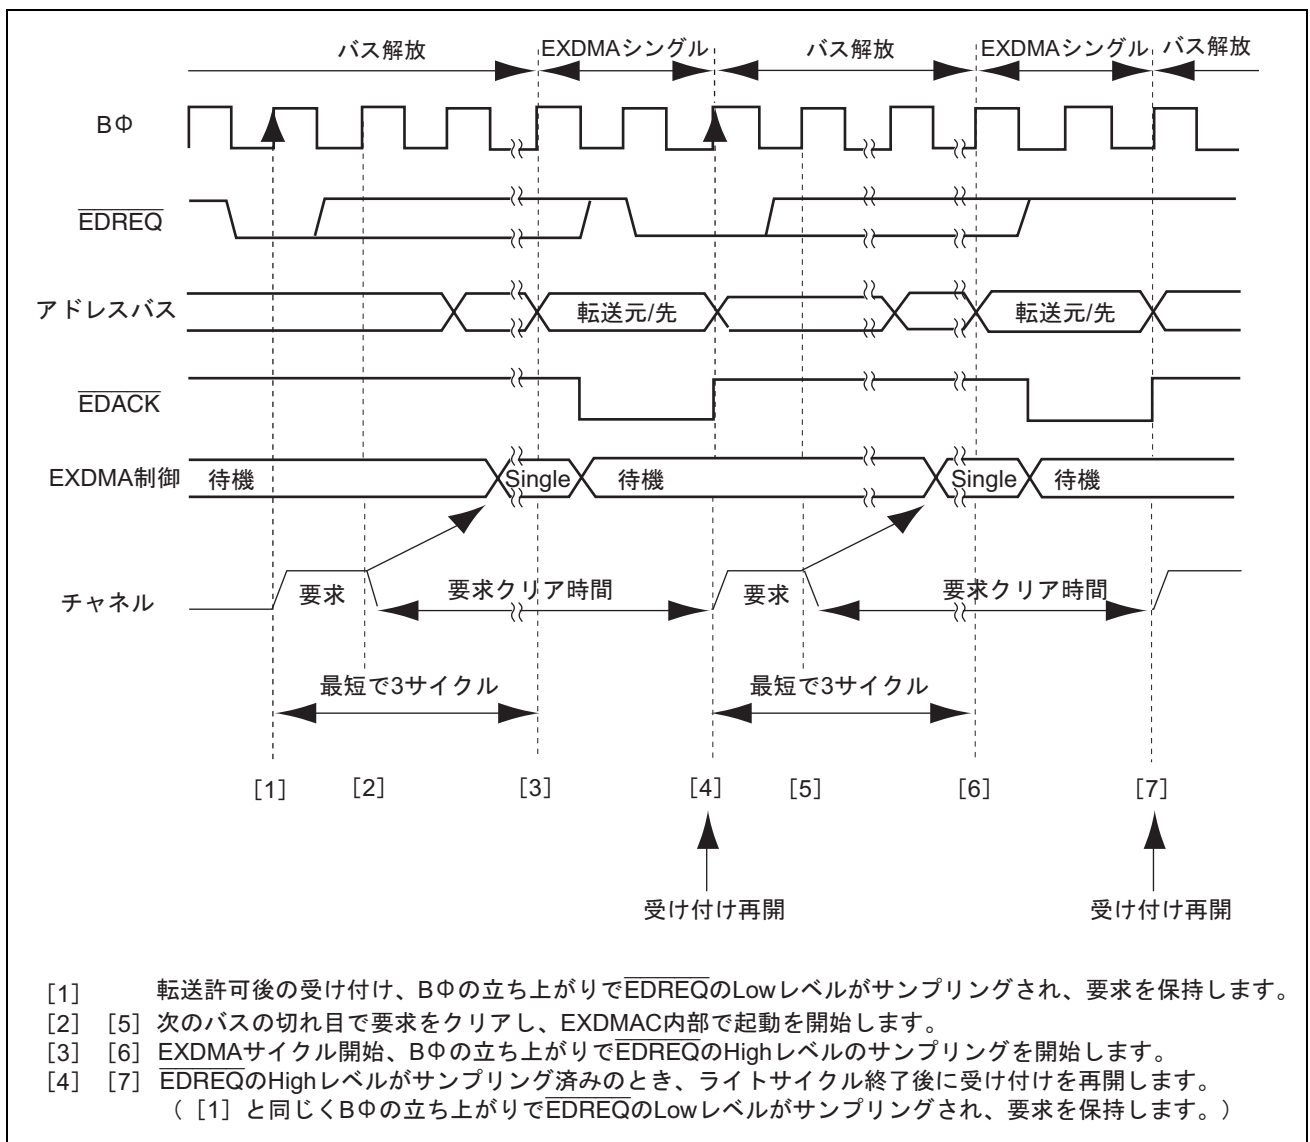 バス解放 EXDMAシングル バス解放 EXDMAシングル バス解放
BΦ
EDREQ
アドレスバス 転送元/先 転送元/先
EDACK
EXDMA制御 待機 Single 待機 Single 待機
チャネル 要求 要求クリア時間 要求 要求クリア時間
最短で3サイクル 最短で3サイクル
[1] [2] [3] [4] [5] [6] [7]
受け付け再開 受け付け再開
[1] 転送許可後の受け付け、BΦの立ち上がりでEDREQのLowレベルがサンプリングされ、要求を保持します。
[2] [5] 次のバスの切れ目で要求をクリアし、EXDMAC内部で起動を開始します。
[3] [6] EXDMAサイクル開始、BΦの立ち上がりでEDREQのHighレベルのサンプリングを開始します。
[4] [7] EDREQのHighレベルがサンプリング済みのとき、ライトサイクル終了後に受け付けを再開します。
（[1]と同じくBΦの立ち上がりでEDREQのLowレベルがサンプリングされ、要求を保持します。）